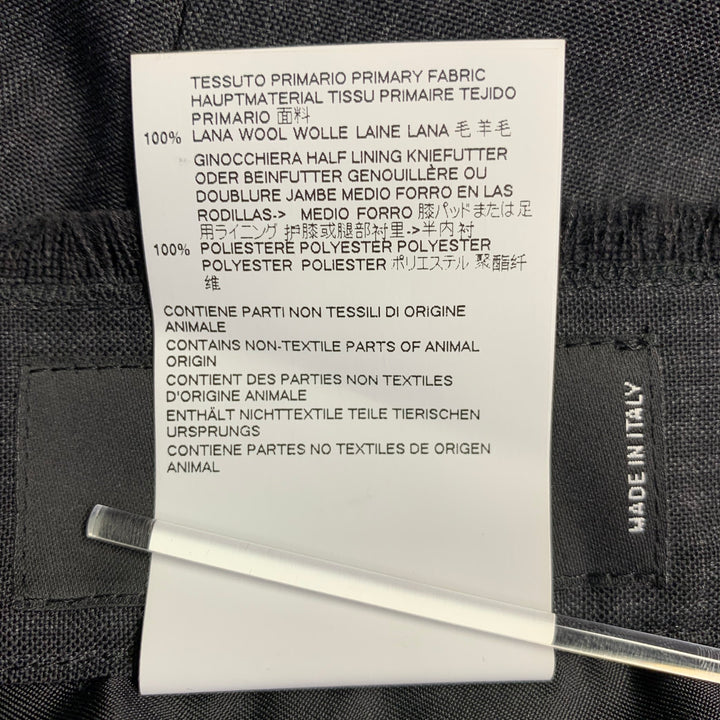 TESSUTO PRIMARIO PRIMARY FABRIC
HAUPTMATERIAL TISSU PRIMAIRE TEJIDO
PRIMARIO 面料
100% LANA WOOL WOLLE LAINE LANA 毛 羊毛
GINOCCHIERA HALF LINING KNIEFUTTER
ODER BEINFUTTER GENOUILLÈRE OU
DOUBLURE JAMBE MEDIO FORRO EN LAS
RODILLAS-> MEDIO FORRO 膝パッドまたは足
用ライニング 护膝或腿部衬里->半内衬
100% POLIESTERE POLYESTER POLYESTER
POLYESTER POLIESTER ポリエステル 聚酯纤
维
CONTIENE PARTI NON TESSILI DI ORIGINE
ANIMALE
CONTAINS NON-TEXTILE PARTS OF ANIMAL
ORIGIN
CONTIENT DES PARTIES NON TEXTILES
D'ORIGINE ANIMALE
ENTHÄLT NICHTTEXTILE TEILE TIERISCHEN
URSPRUNGS
CONTIENE PARTES NO TEXTILES DE ORIGEN
ANIMAL
MADE IN ITALY